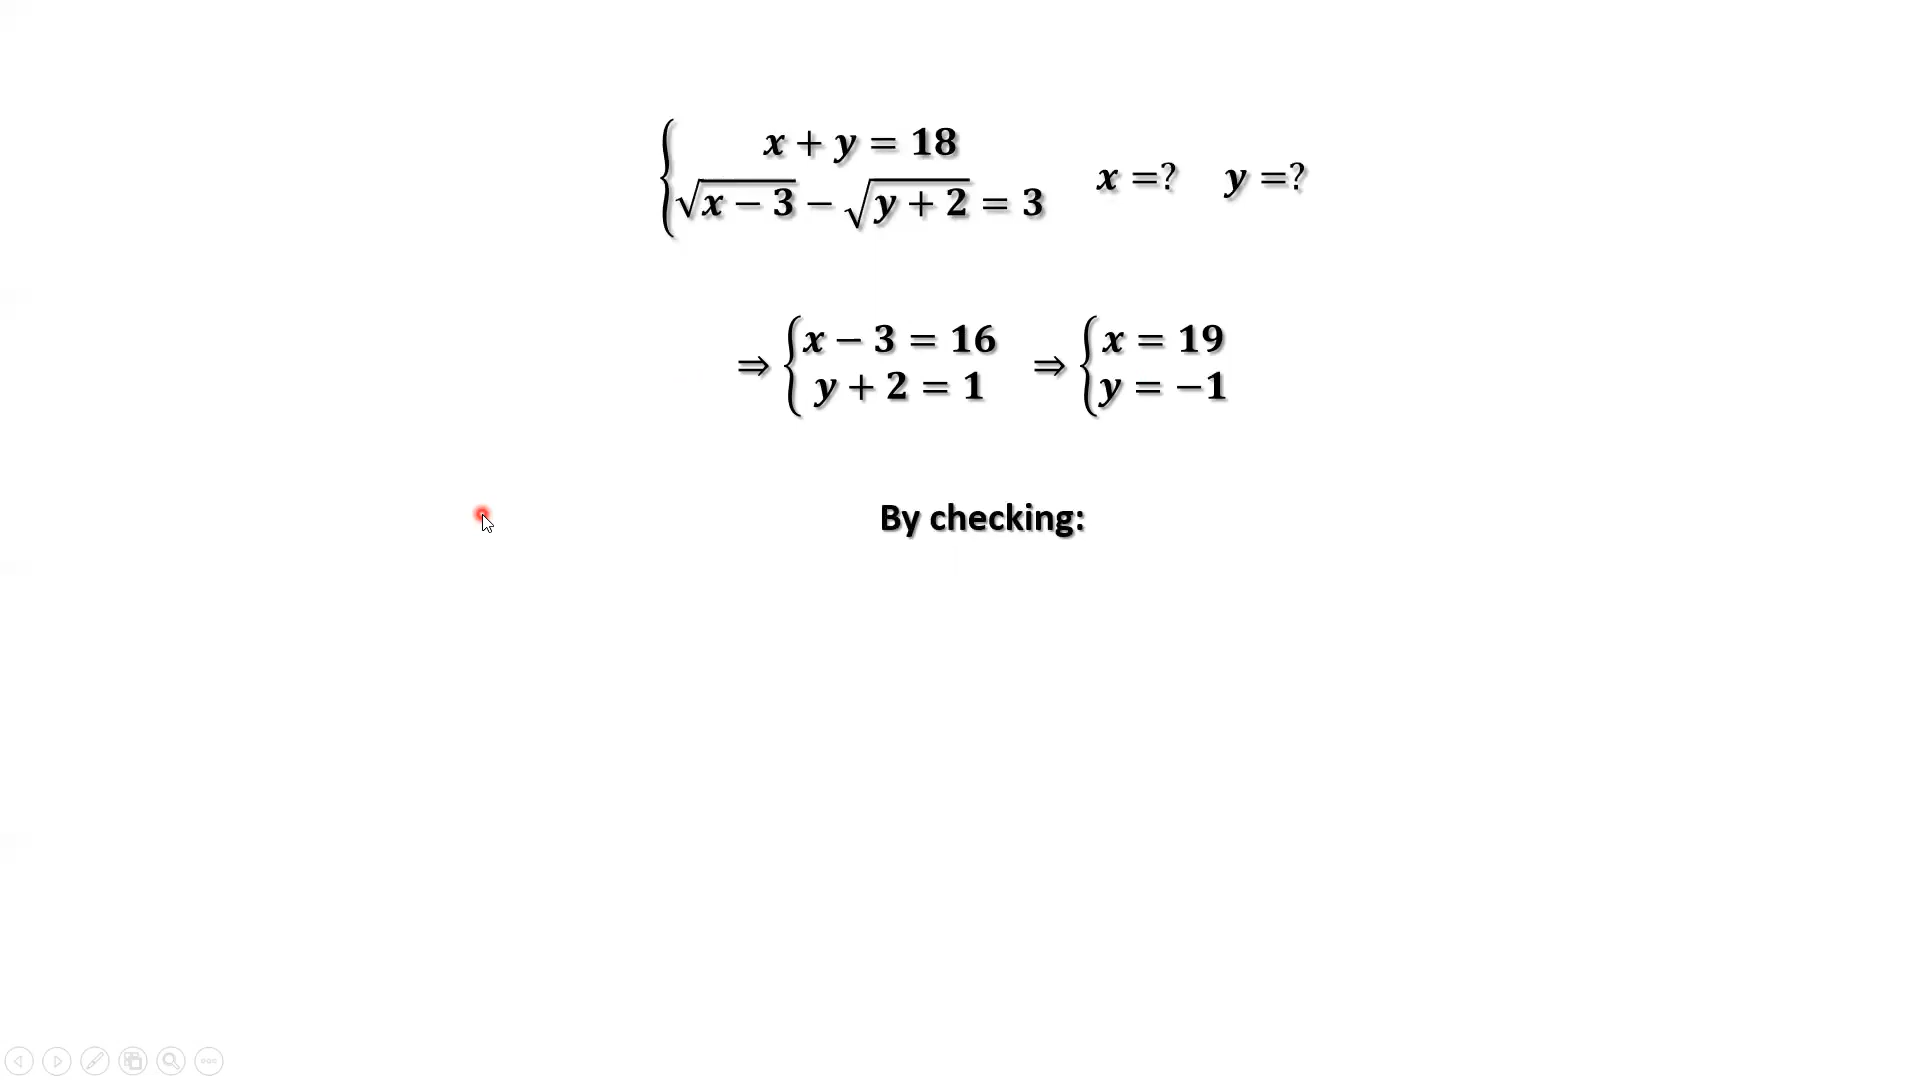 x + y = 18
√(x − 3) − √(y + 2) = 3
x =? y =?
⇒ { x − 3 = 16
y + 2 = 1
⇒ { x = 19
y = −1
By checking: